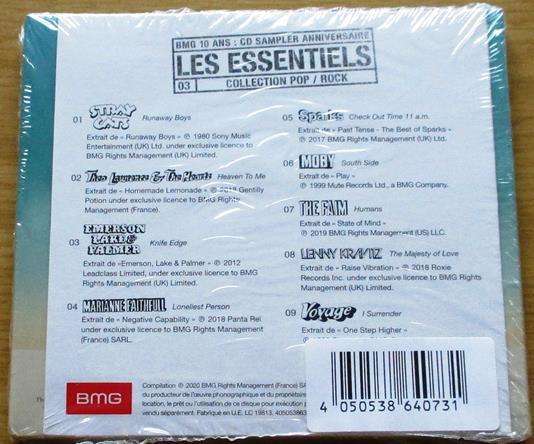 BMG 10 ANS : CD SAMPLER ANNIVERSAIRE
LES ESSENTIELS
03 COLLECTION POP / ROCK
01 STRAY CATS Runaway Boys
Extrait de « Runaway Boys » ℗ 1980 Sony Music
Entertainment (UK) Ltd. under exclusive licence to
BMG Rights Management (UK) Limited.
02 Theo Lawrence & The Hearts Heaven To Me
Extrait de « Homemade Lemonade » ℗ 2018 Gentilly
Potion under exclusive licence to BMG Rights
Management (France).
03 EMERSON LAKE & PALMER Knife Edge
Extrait de «Emerson, Lake & Palmer » ℗ 2012
Leadclass Limited, under exclusive licence to BMG
Rights Management (UK) Limited.
04 MARIANNE FAITHFULL Loneliest Person
Extrait de « Negative Capability » ℗ 2018 Panta Rei
under exclusive licence to BMG Rights Management
(France) SARL.
05 Sparks Check Out Time 11 a.m.
Extrait de « Past Tense - The Best of Sparks »
℗ 2017 BMG Rights Management (UK) Ltd.
06 MOBY South Side
Extrait de « Play »
℗ 1999 Mute Records Ltd., a BMG Company.
07 THE FAIM Humans
Extrait de « State of Mind »
℗ 2019 BMG Rights Management (US) LLC.
08 LENNY KRAVITZ The Majesty of Love
Extrait de « Raise Vibration » ℗ 2018 Roxie
Records Inc. under exclusive licence to BMG Rights
Management (UK) Limited.
09 Voyage I Surrender
Extrait de « One Step Higher »
BMG
Compilation ℗ 2020 BMG Rights Management (France)
du producteur de l'œuvre phonographique et du propriétaire
le prêt ou l'utilisation de ce disque pour exécution
vendu séparément. Fabriqué en U.E. LC 19813.
4 050538 640731